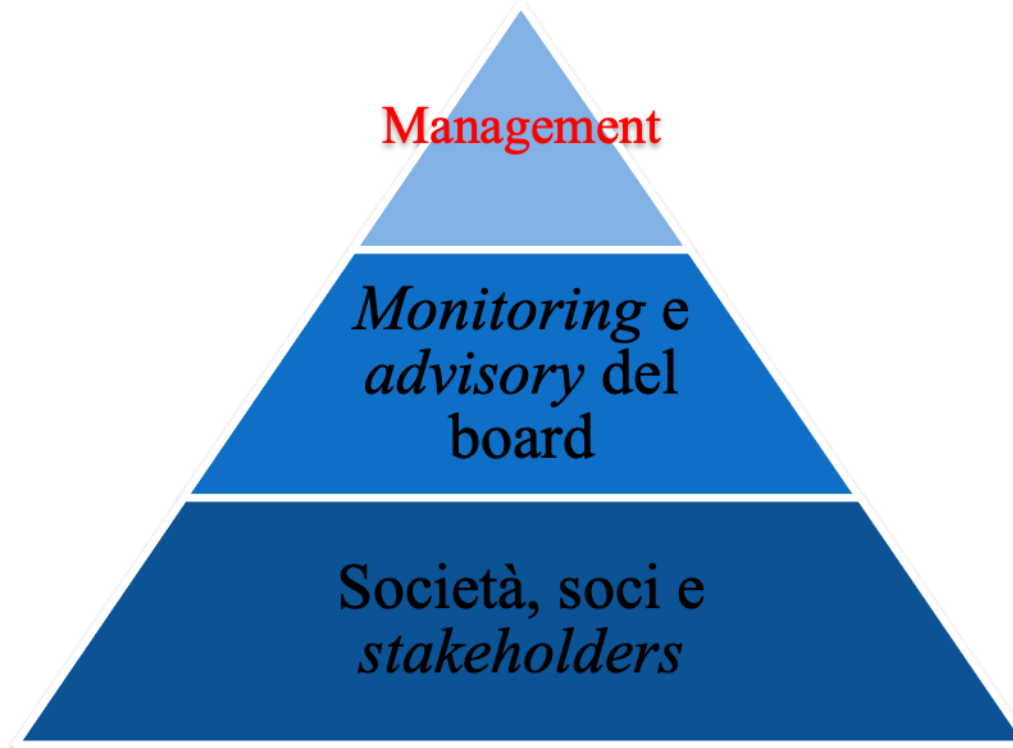 Management
Monitoring e
advisory del
board
Società, soci e
stakeholders